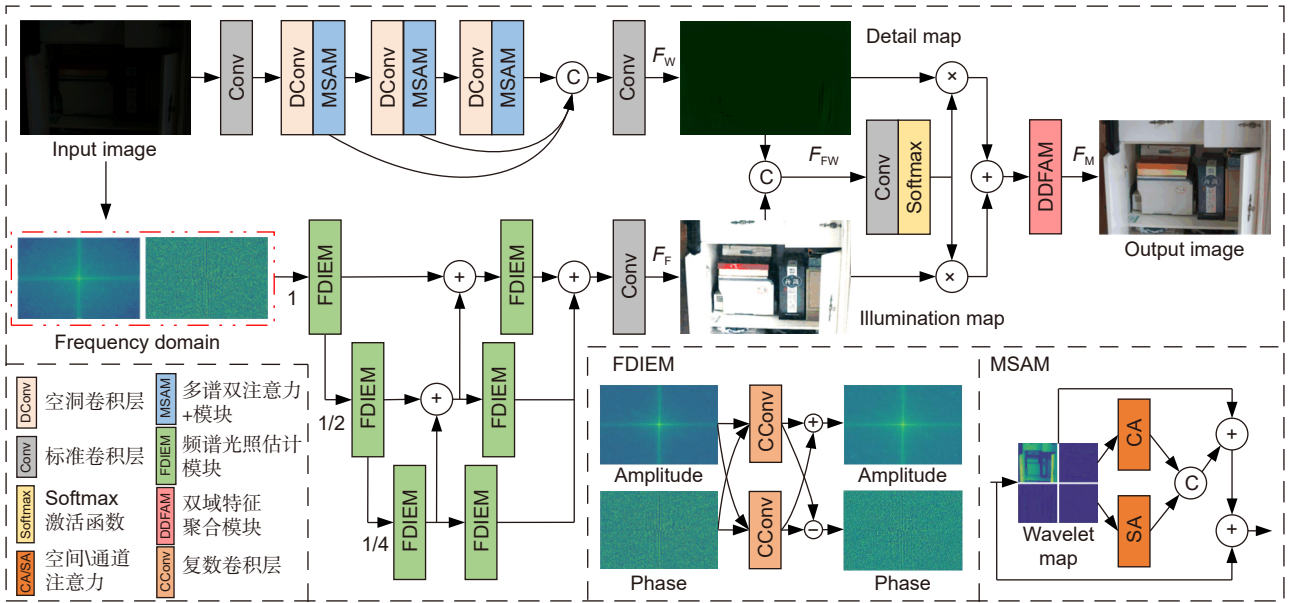 Input image
Conv
DConv
MSAM
DConv
MSAM
DConv
MSAM
C
Conv
F_W
Detail map
×
C
F_FW
Conv
Softmax
+
DDFAM
F_M
Output image
Frequency domain
1
FDIEM
+
FDIEM
+
Conv
F_F
Illumination map
×
1/2
FDIEM
+
FDIEM
1/4
FDIEM
FDIEM
DConv
空洞卷积层
MSAM
多谱双注意力
+模块
Conv
标准卷积层
FDIEM
频谱光照估计
模块
Softmax
Softmax
激活函数
DDFAM
双域特征
聚合模块
CA/SA
空间\通道
注意力
CConv
复数卷积层
FDIEM
Amplitude
CConv
+
Amplitude
Phase
CConv
−
Phase
MSAM
Wavelet
map
CA
SA
C
+
+